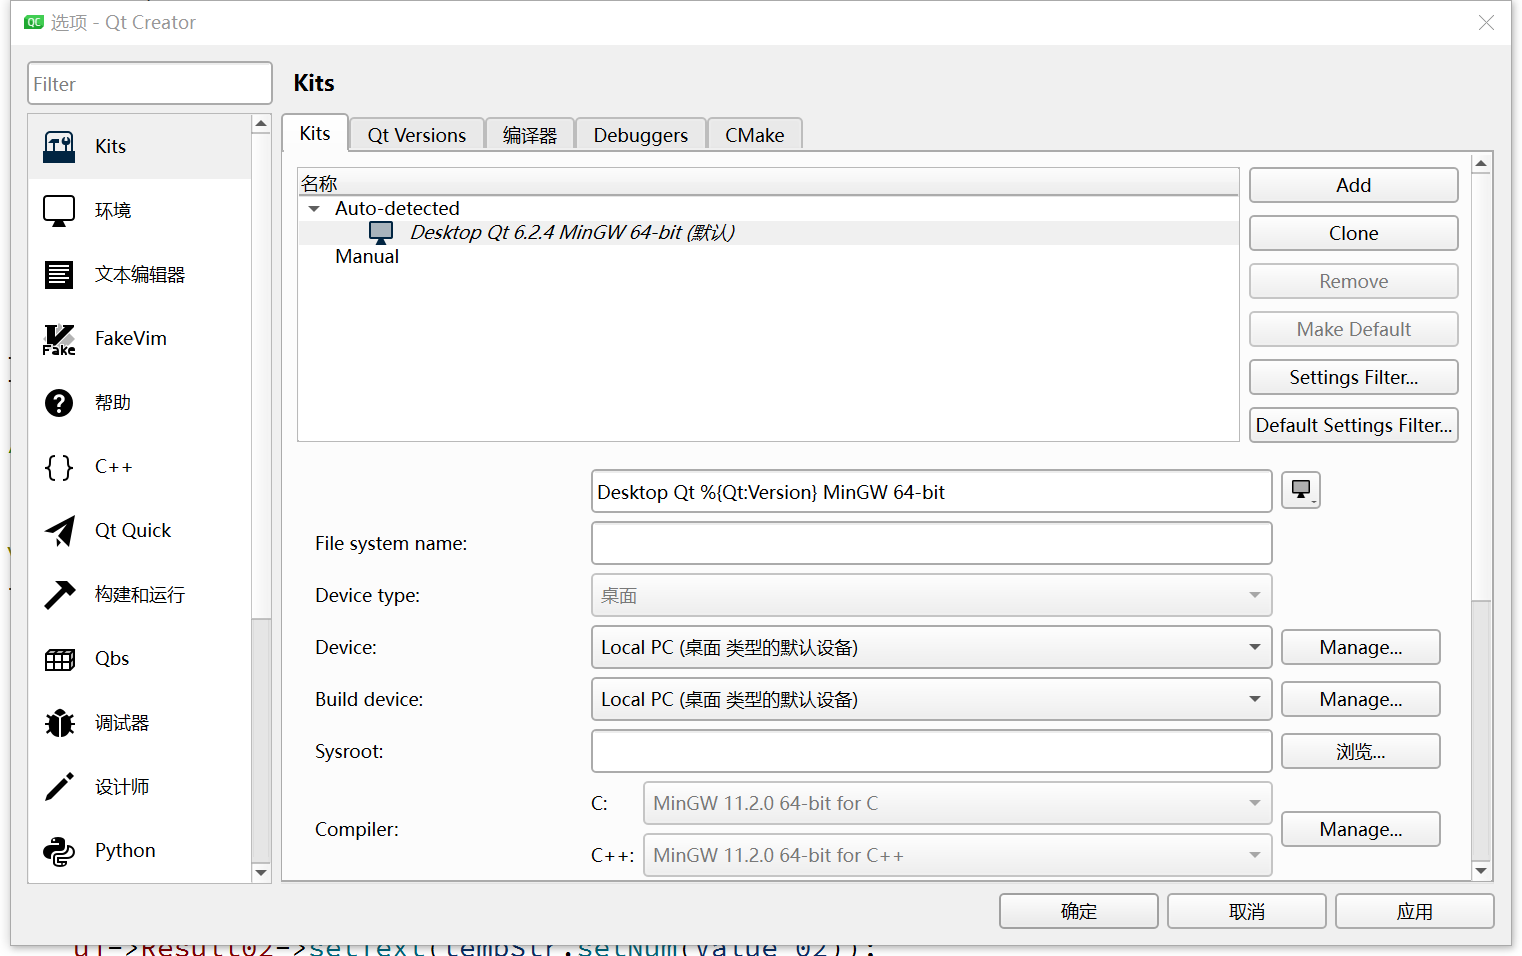 选项 - Qt Creator
Filter
Kits
环境
文本编辑器
FakeVim
帮助
C++
Qt Quick
构建和运行
Qbs
调试器
设计师
Python
Kits
Kits
Qt Versions
编译器
Debuggers
CMake
名称
Auto-detected
Desktop Qt 6.2.4 MinGW 64-bit (默认)
Manual
Add
Clone
Remove
Make Default
Settings Filter...
Default Settings Filter...
Desktop Qt %{Qt:Version} MinGW 64-bit
File system name:
Device type:
桌面
Device:
Local PC (桌面 类型的默认设备)
Manage...
Build device:
Local PC (桌面 类型的默认设备)
Manage...
Sysroot:
浏览...
Compiler:
C:
MinGW 11.2.0 64-bit for C
C++:
MinGW 11.2.0 64-bit for C++
Manage...
确定
取消
应用
ui->Result02->setText(tempStr.setNum(value 02));